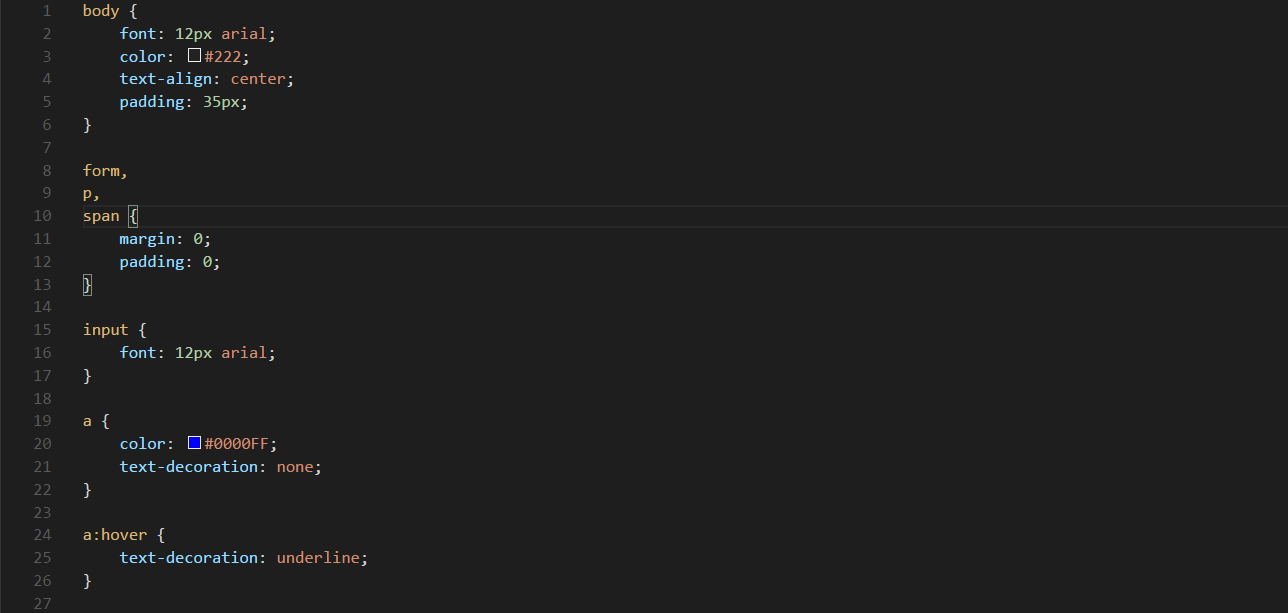 1 body {
2     font: 12px arial;
3     color: #222;
4     text-align: center;
5     padding: 35px;
6 }
7
8 form,
9 p,
10 span {
11     margin: 0;
12     padding: 0;
13 }
14
15 input {
16     font: 12px arial;
17 }
18
19 a {
20     color: #0000FF;
21     text-decoration: none;
22 }
23
24 a:hover {
25     text-decoration: underline;
26 }
27